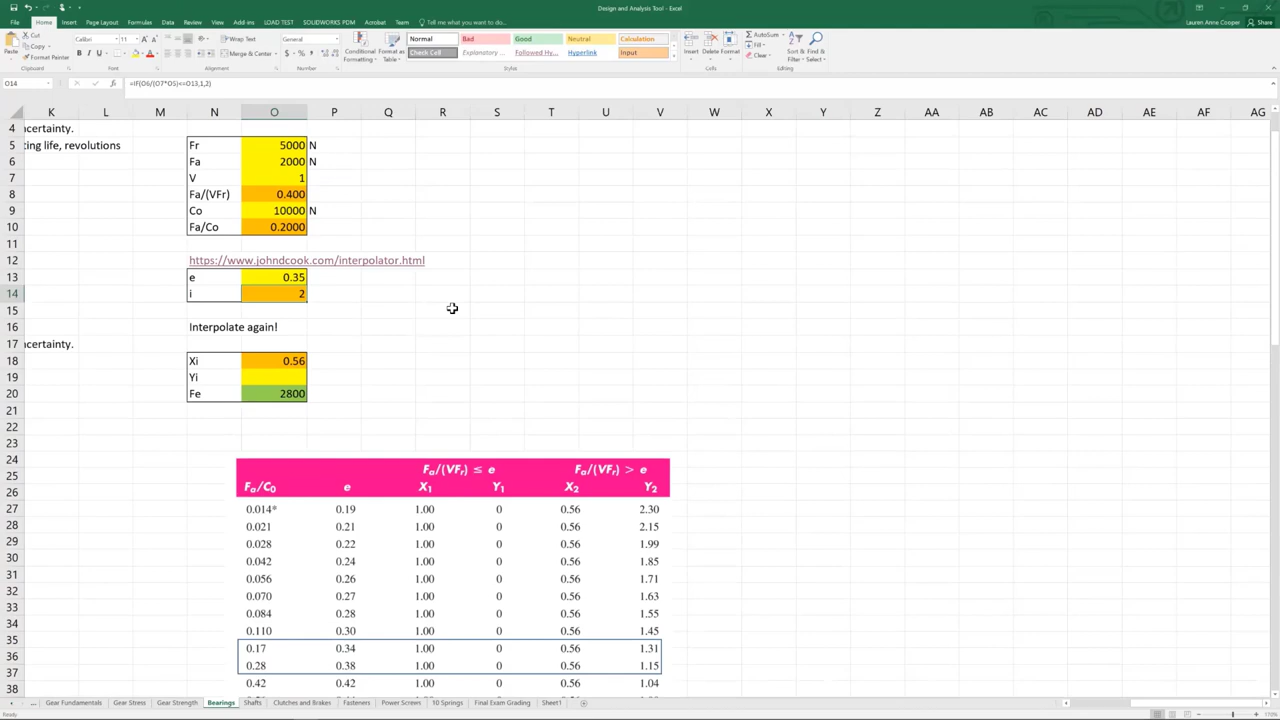 Design and Analysis Tool - Excel
Lauren Anne Cooper
File Home Insert Page Layout Formulas Data Review View Add-ins LOAD TEST SOLIDWORKS PDM Acrobat Team Tell me what you want to do... Share
Paste Cut Copy Format Painter
Calibri 11
General
Wrap Text
Merge & Center
Conditional Formatting
Format as Table
Normal Bad Good Neutral Calculation
Check Cell Explanatory ... Followed Hy... Hyperlink Input
Insert Delete Format
AutoSum Fill Clear
Sort & Filter Find & Select
Clipboard Font Alignment Number Styles Cells Editing
O14 =IF(O6/(O7*O5)<=O13,1,2)
K L M N O P Q R S T U V W X Y Z AA AB AC AD AE AF AG
4 certainty.
5 ting life, revolutions Fr 5000 N
6 Fa 2000 N
7 V 1
8 Fa/(VFr) 0.400
9 Co 10000 N
10 Fa/Co 0.2000
11
12 https://www.johndcook.com/interpolator.html
13 e 0.35
14 i 2
15
16 Interpolate again!
17 certainty.
18 Xi 0.56
19 Yi
20 Fe 2800
21
22
23
24 Fa/(VFr) ≤ e Fa/(VFr) > e
25
26 Fa/C0 e X1 Y1 X2 Y2
27 0.014* 0.19 1.00 0 0.56 2.30
28 0.021 0.21 1.00 0 0.56 2.15
29 0.028 0.22 1.00 0 0.56 1.99
30 0.042 0.24 1.00 0 0.56 1.85
31 0.056 0.26 1.00 0 0.56 1.71
32 0.070 0.27 1.00 0 0.56 1.63
33 0.084 0.28 1.00 0 0.56 1.55
34 0.110 0.30 1.00 0 0.56 1.45
35 0.17 0.34 1.00 0 0.56 1.31
36 0.28 0.38 1.00 0 0.56 1.15
37
38 0.42 1.00 0 0.56 1.04
Gear Fundamentals Gear Stress Gear Strength Bearings Shafts Clutches and Brakes Fasteners Power Screws 10 Springs Final Exam Grading Sheet1
170%